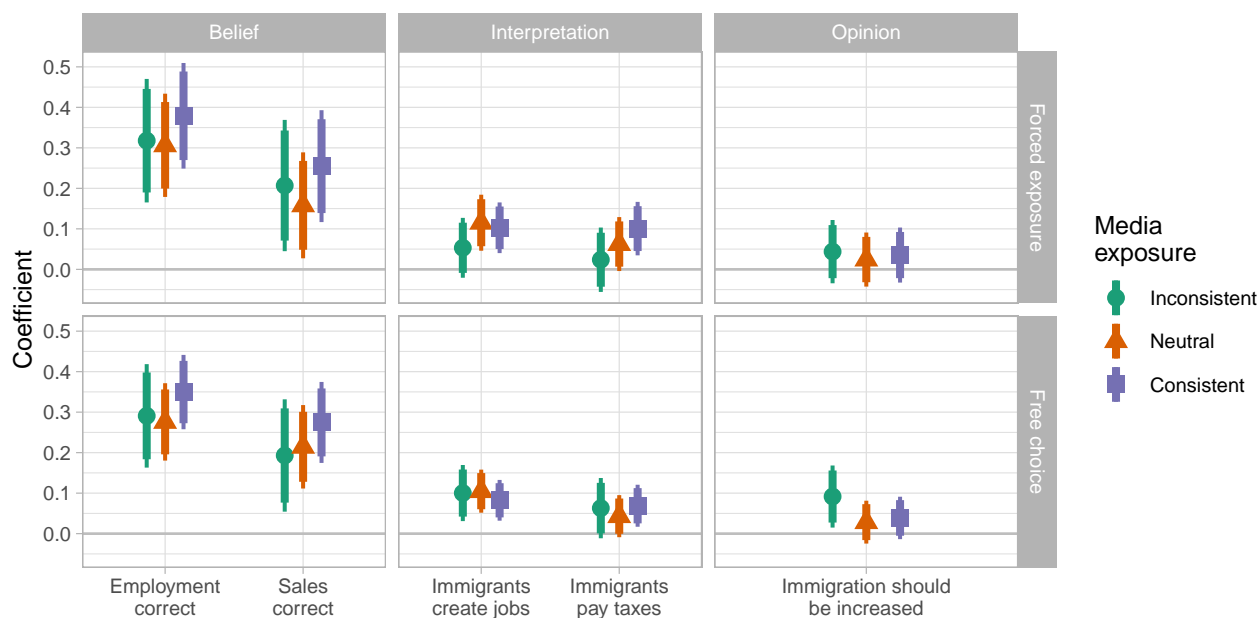 Belief
Interpretation
Opinion
Coefficient
0.5
0.4
0.3
0.2
0.1
0.0
Forced exposure
0.5
0.4
0.3
0.2
0.1
0.0
Free choice
Employment
correct
Sales
correct
Immigrants
create jobs
Immigrants
pay taxes
Immigration should
be increased
Media
exposure
Inconsistent
Neutral
Consistent